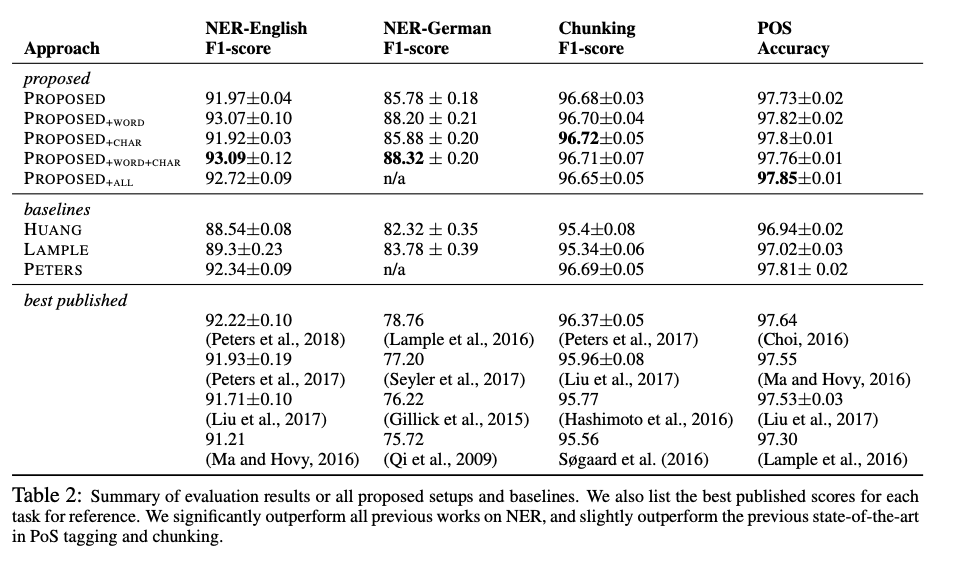 Approach NER-English F1-score NER-German F1-score Chunking F1-score POS Accuracy
proposed
PROPOSED 91.97±0.04 85.78 ± 0.18 96.68±0.03 97.73±0.02
PROPOSED+WORD 93.07±0.10 88.20 ± 0.21 96.70±0.04 97.82±0.02
PROPOSED+CHAR 91.92±0.03 85.88 ± 0.20 96.72±0.05 97.8±0.01
PROPOSED+WORD+CHAR 93.09±0.12 88.32 ± 0.20 96.71±0.07 97.76±0.01
PROPOSED+ALL 92.72±0.09 n/a 96.65±0.05 97.85±0.01
baselines
HUANG 88.54±0.08 82.32 ± 0.35 95.4±0.08 96.94±0.02
LAMPLE 89.3±0.23 83.78 ± 0.39 95.34±0.06 97.02±0.03
PETERS 92.34±0.09 n/a 96.69±0.05 97.81± 0.02
best published
92.22±0.10 78.76 96.37±0.05 97.64
(Peters et al., 2018) (Lample et al., 2016) (Peters et al., 2017) (Choi, 2016)
91.93±0.19 77.20 95.96±0.08 97.55
(Peters et al., 2017) (Seyler et al., 2017) (Liu et al., 2017) (Ma and Hovy, 2016)
91.71±0.10 76.22 95.77 97.53±0.03
(Liu et al., 2017) (Gillick et al., 2015) (Hashimoto et al., 2016) (Liu et al., 2017)
91.21 75.72 95.56 97.30
(Ma and Hovy, 2016) (Qi et al., 2009) Søgaard et al. (2016) (Lample et al., 2016)
Table 2: Summary of evaluation results or all proposed setups and baselines. We also list the best published scores for each
task for reference. We significantly outperform all previous works on NER, and slightly outperform the previous state-of-the-art
in PoS tagging and chunking.